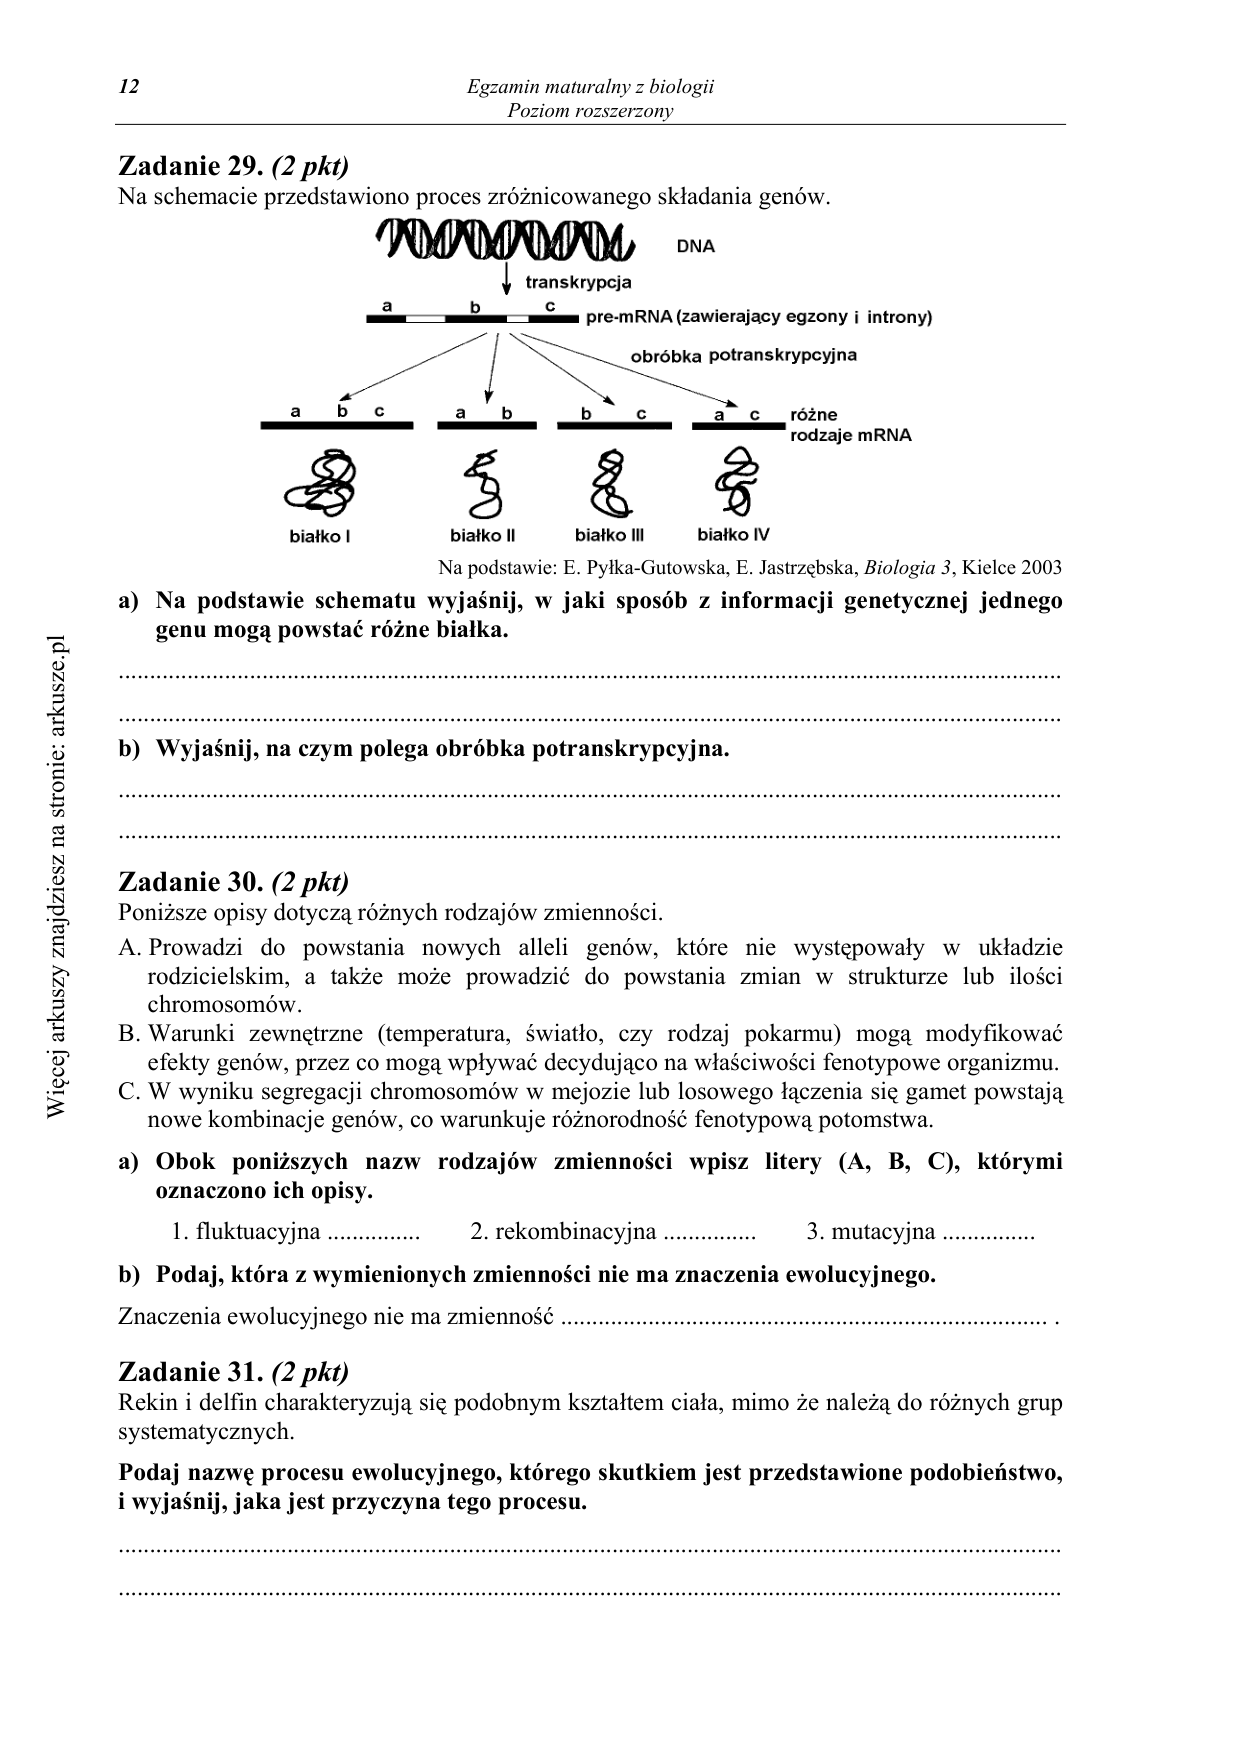 12
Egzamin maturalny z biologii
Poziom rozszerzony
Zadanie 29. (2 pkt)
Na schemacie przedstawiono proces zróżnicowanego składania genów.
DNA
transkrypcja
a b c
pre-mRNA (zawierający egzony i introny)
obróbka potranskrypcyjna
a b c a b b c a c różne
rodzaje mRNA
białko I białko II białko III białko IV
Na podstawie: E. Pyłka-Gutowska, E. Jastrzębska, Biologia 3, Kielce 2003
a) Na podstawie schematu wyjaśnij, w jaki sposób z informacji genetycznej jednego
genu mogą powstać różne białka.
b) Wyjaśnij, na czym polega obróbka potranskrypcyjna.
Zadanie 30. (2 pkt)
Poniższe opisy dotyczą różnych rodzajów zmienności.
A. Prowadzi do powstania nowych alleli genów, które nie występowały w układzie
rodzicielskim, a także może prowadzić do powstania zmian w strukturze lub ilości
chromosomów.
B. Warunki zewnętrzne (temperatura, światło, czy rodzaj pokarmu) mogą modyfikować
efekty genów, przez co mogą wpływać decydująco na właściwości fenotypowe organizmu.
C. W wyniku segregacji chromosomów w mejozie lub losowego łączenia się gamet powstają
nowe kombinacje genów, co warunkuje różnorodność fenotypową potomstwa.
a) Obok poniższych nazw rodzajów zmienności wpisz litery (A, B, C), którymi
oznaczono ich opisy.
1. fluktuacyjna ............... 2. rekombinacyjna ............... 3. mutacyjna ...............
b) Podaj, która z wymienionych zmienności nie ma znaczenia ewolucyjnego.
Znaczenia ewolucyjnego nie ma zmienność .............................................................................. .
Zadanie 31. (2 pkt)
Rekin i delfin charakteryzują się podobnym kształtem ciała, mimo że należą do różnych grup
systematycznych.
Podaj nazwę procesu ewolucyjnego, którego skutkiem jest przedstawione podobieństwo,
i wyjaśnij, jaka jest przyczyna tego procesu.
Więcej arkuszy znajdziesz na stronie: arkusze.pl